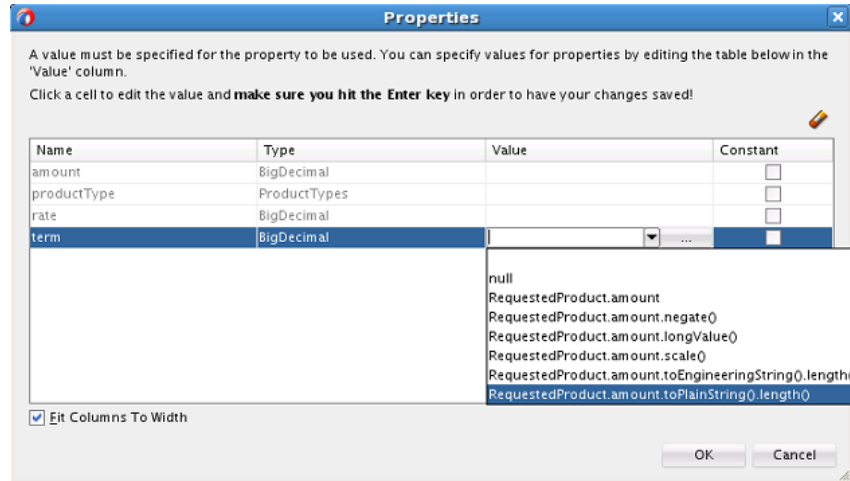 Properties
A value must be specified for the property to be used. You can specify values for properties by editing the table below in the
'Value' column.
Click a cell to edit the value and make sure you hit the Enter key in order to have your changes saved!
Name Type Value Constant
amount BigDecimal
productType ProductTypes
rate BigDecimal
term BigDecimal ...
null
RequestedProduct.amount
RequestedProduct.amount.negate()
RequestedProduct.amount.longValue()
RequestedProduct.amount.scale()
RequestedProduct.amount.toEngineeringString().length(
RequestedProduct.amount.toPlainString().length()
Fit Columns To Width
OK Cancel